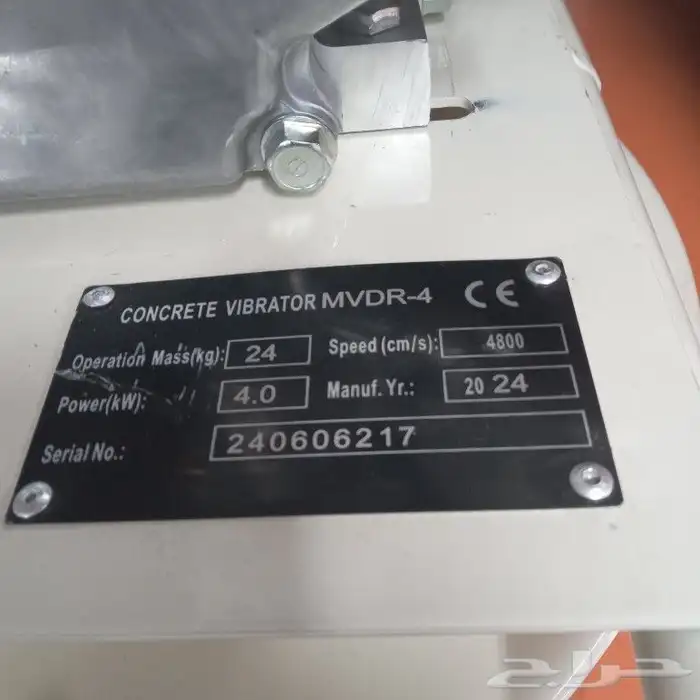 CONCRETE VIBRATOR MVDR-4 CE
Operation Mass(kg): 24 Speed (cm/s): 4800
Power(kW): 4.0 Manuf. Yr.: 20 24
Serial No.: 240606217
حراج